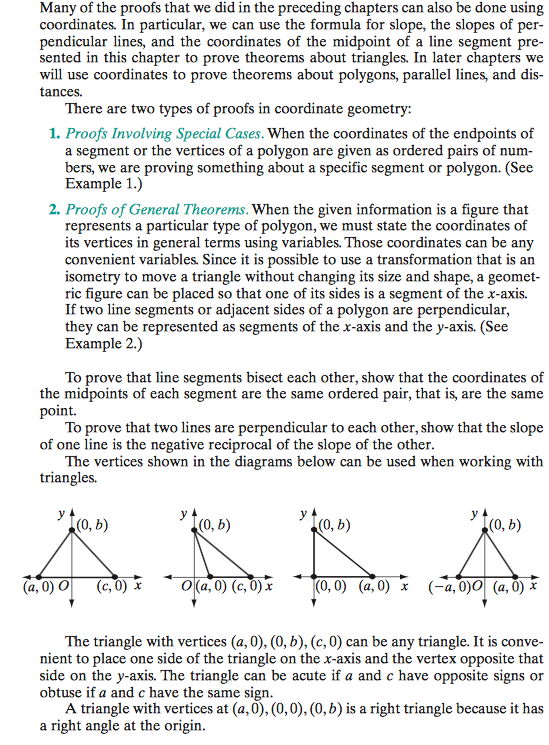 Many of the proofs that we did in the preceding chapters can also be done using
coordinates. In particular, we can use the formula for slope, the slopes of per-
pendicular lines, and the coordinates of the midpoint of a line segment pre-
sented in this chapter to prove theorems about triangles. In later chapters we
will use coordinates to prove theorems about polygons, parallel lines, and dis-
tances.
There are two types of proofs in coordinate geometry:
1. Proofs Involving Special Cases. When the coordinates of the endpoints of
a segment or the vertices of a polygon are given as ordered pairs of num-
bers, we are proving something about a specific segment or polygon. (See
Example 1.)
2. Proofs of General Theorems. When the given information is a figure that
represents a particular type of polygon, we must state the coordinates of
its vertices in general terms using variables. Those coordinates can be any
convenient variables. Since it is possible to use a transformation that is an
isometry to move a triangle without changing its size and shape, a geomet-
ric figure can be placed so that one of its sides is a segment of the x-axis.
If two line segments or adjacent sides of a polygon are perpendicular,
they can be represented as segments of the x-axis and the y-axis. (See
Example 2.)
To prove that line segments bisect each other, show that the coordinates of
the midpoints of each segment are the same ordered pair, that is, are the same
point.
To prove that two lines are perpendicular to each other, show that the slope
of one line is the negative reciprocal of the slope of the other.
The vertices shown in the diagrams below can be used when working with
triangles.
y (0, b) y (0, b) y (0, b) y (0, b)
(a, 0) O (c, 0) x O (a, 0) (c, 0) x (0, 0) (a, 0) x (−a, 0) O (a, 0) x
The triangle with vertices (a, 0), (0, b), (c, 0) can be any triangle. It is conve-
nient to place one side of the triangle on the x-axis and the vertex opposite that
side on the y-axis. The triangle can be acute if a and c have opposite signs or
obtuse if a and c have the same sign.
A triangle with vertices at (a, 0), (0, 0), (0, b) is a right triangle because it has
a right angle at the origin.